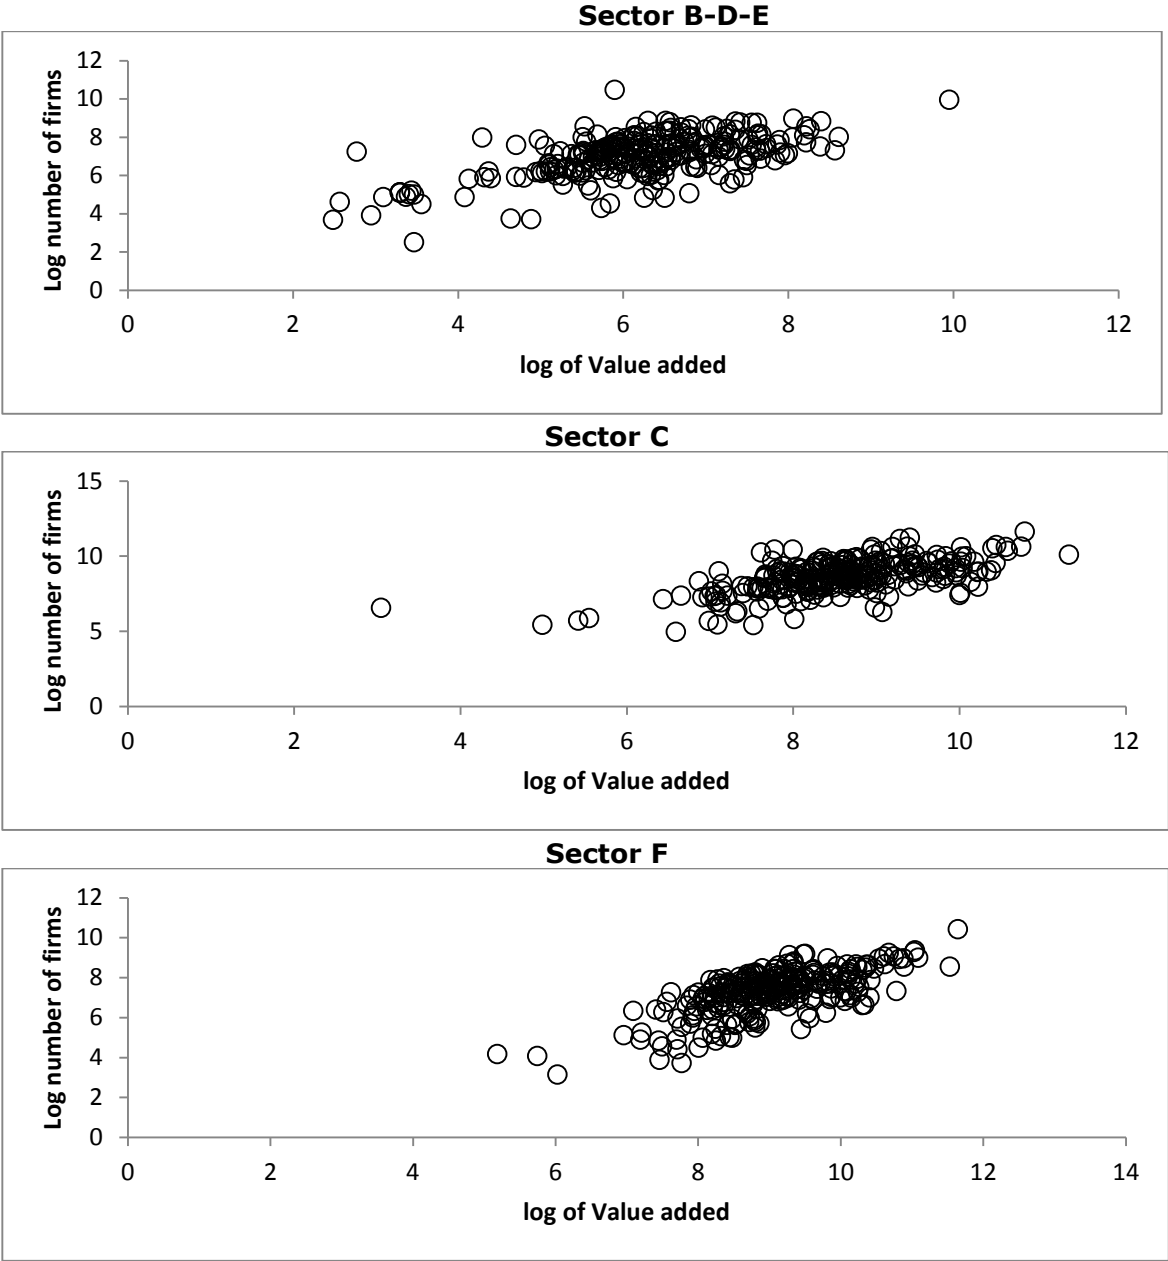 Sector B-D-E
Log number of firms
12
10
8
6
4
2
0
0 2 4 6 8 10 12
log of Value added
Sector C
Log number of firms
15
10
5
0
0 2 4 6 8 10 12
log of Value added
Sector F
Log number of firms
12
10
8
6
4
2
0
0 2 4 6 8 10 12 14
log of Value added